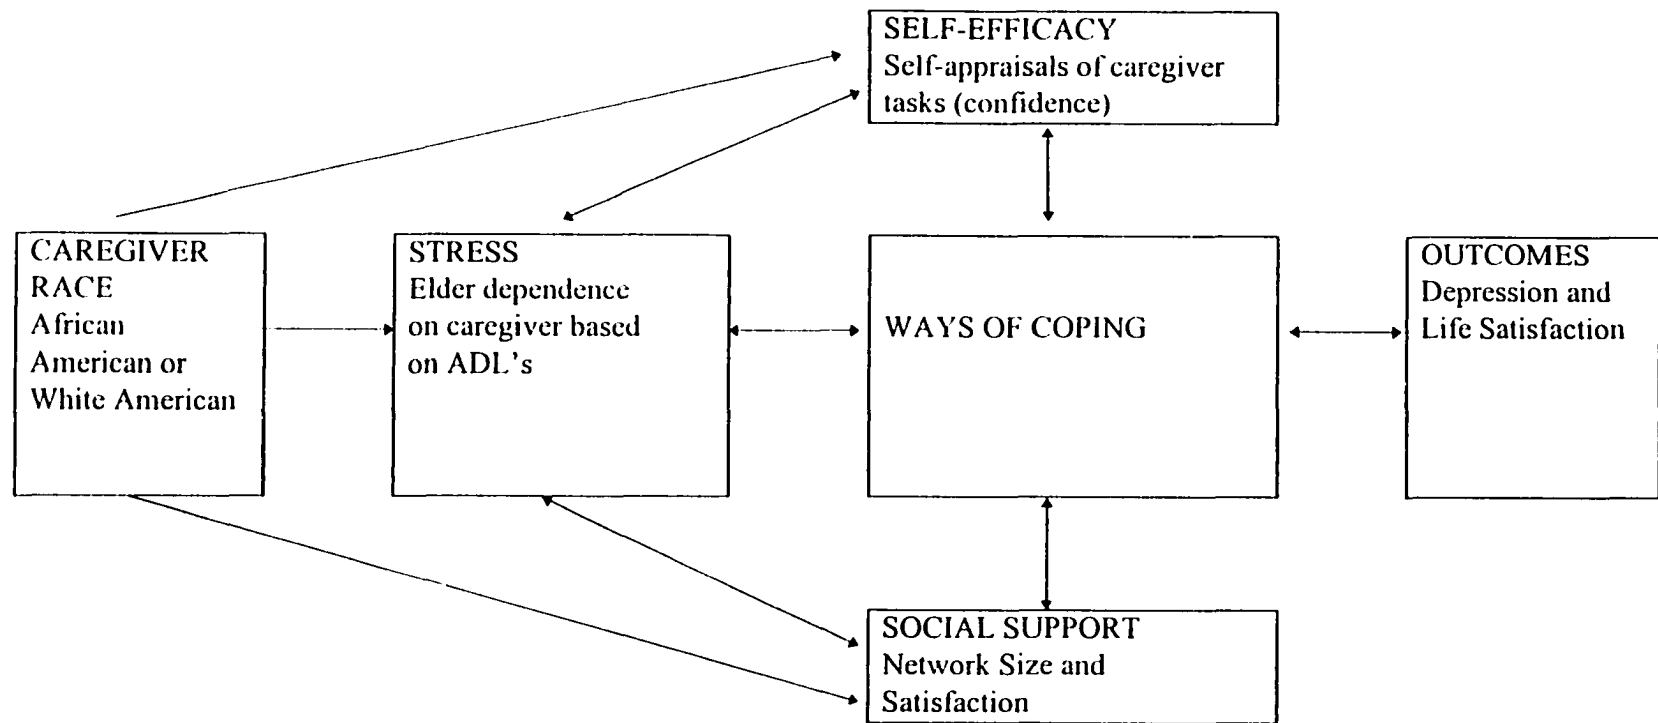 SELF-EFFICACY
Self-appraisals of caregiver
tasks (confidence)
CAREGIVER
RACE
African
American or
White American
STRESS
Elder dependence
on caregiver based
on ADL's
WAYS OF COPING
OUTCOMES
Depression and
Life Satisfaction
SOCIAL SUPPORT
Network Size and
Satisfaction